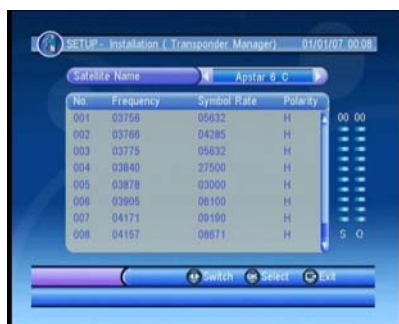 SETUP - Installation ( Transponder Manager) 01/01/07 00:08
Satellite Name Apstar 6 C
No. Frequency Symbol Rate Polarity
001 03756 05632 H 00 00
002 03766 04285 H
003 03775 05632 H
004 03840 27500 H
005 03878 03000 H
006 03905 08100 H
007 04171 09190 H
008 04157 08671 H S Q
Switch Select Exit